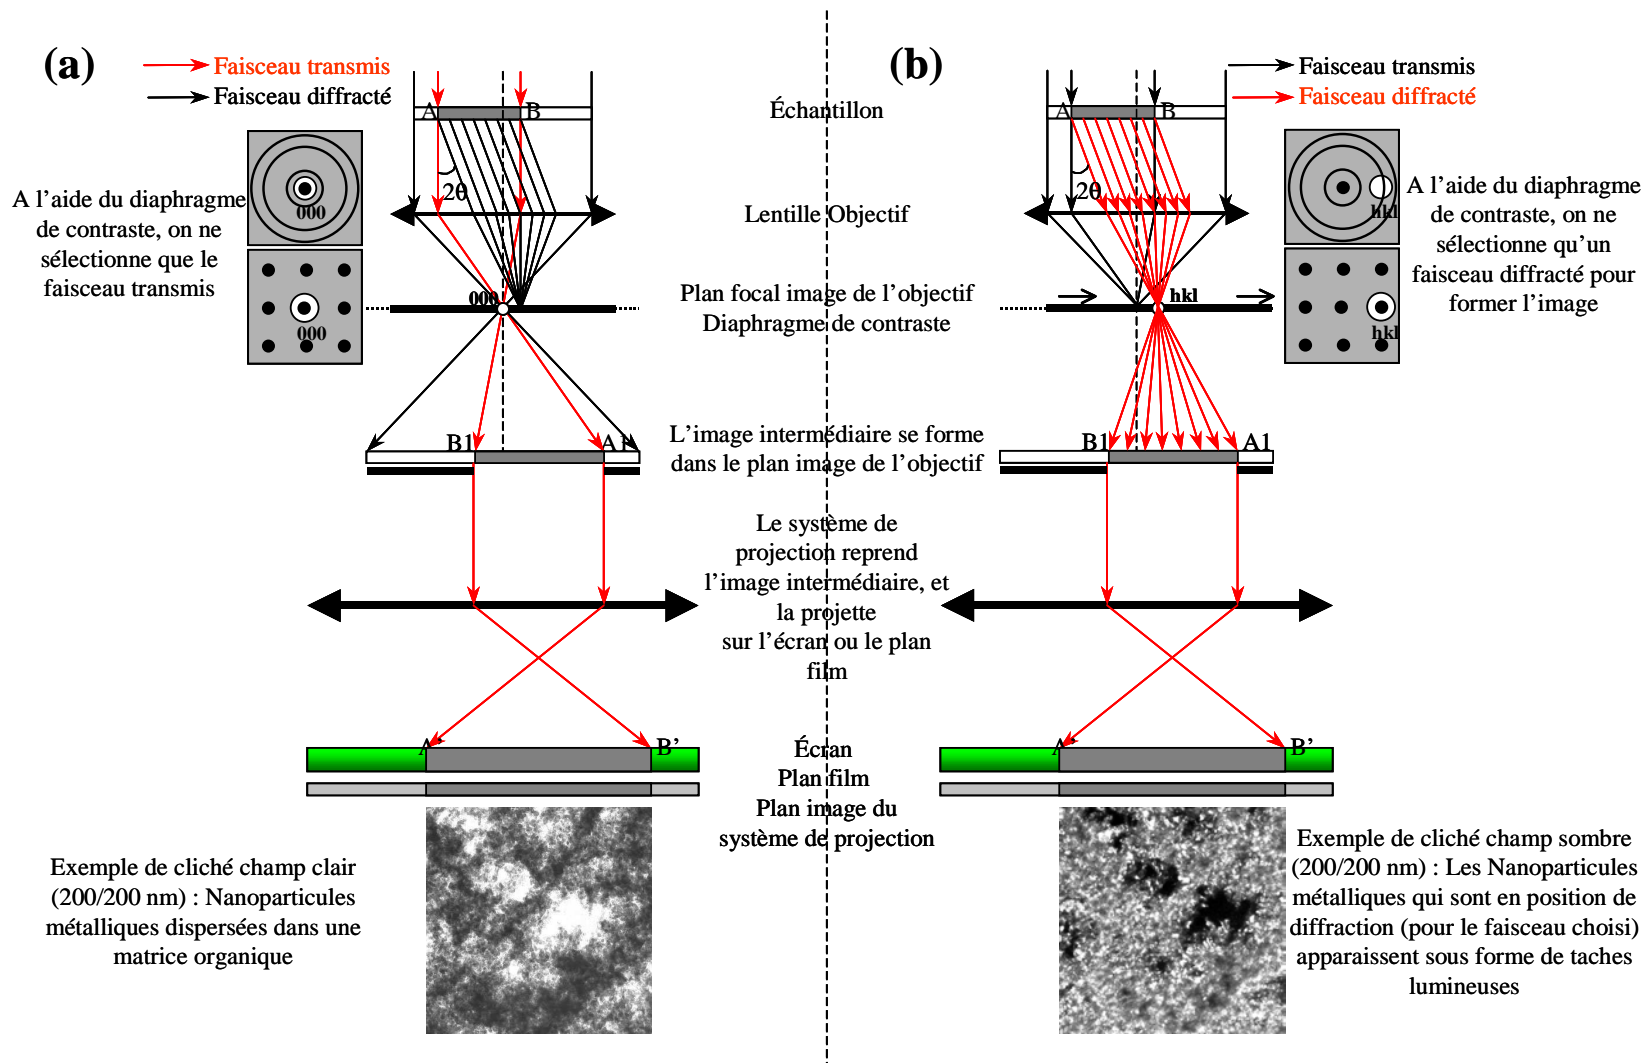 (a)
Faisceau transmis
Faisceau diffracté
A
B
2θ
000
000
A l’aide du diaphragme
de contraste, on ne
sélectionne que le
faisceau transmis
000
B1
A1
A’
B’
Exemple de cliché champ clair
(200/200 nm) : Nanoparticules
métalliques dispersées dans une
matrice organique
Échantillon
Lentille Objectif
Plan focal image de l’objectif
Diaphragme de contraste
L’image intermédiaire se forme
dans le plan image de l’objectif
Le système de
projection reprend
l’image intermédiaire, et
la projette
sur l’écran ou le plan
film
Écran
Plan film
Plan image du
système de projection
(b)
Faisceau transmis
Faisceau diffracté
A
B
2θ
hkl
hkl
A l’aide du diaphragme
de contraste, on ne
sélectionne qu’un
faisceau diffracté pour
former l’image
hkl
B1
A1
A’
B’
Exemple de cliché champ sombre
(200/200 nm) : Les Nanoparticules
métalliques qui sont en position de
diffraction (pour le faisceau choisi)
apparaissent sous forme de taches
lumineuses